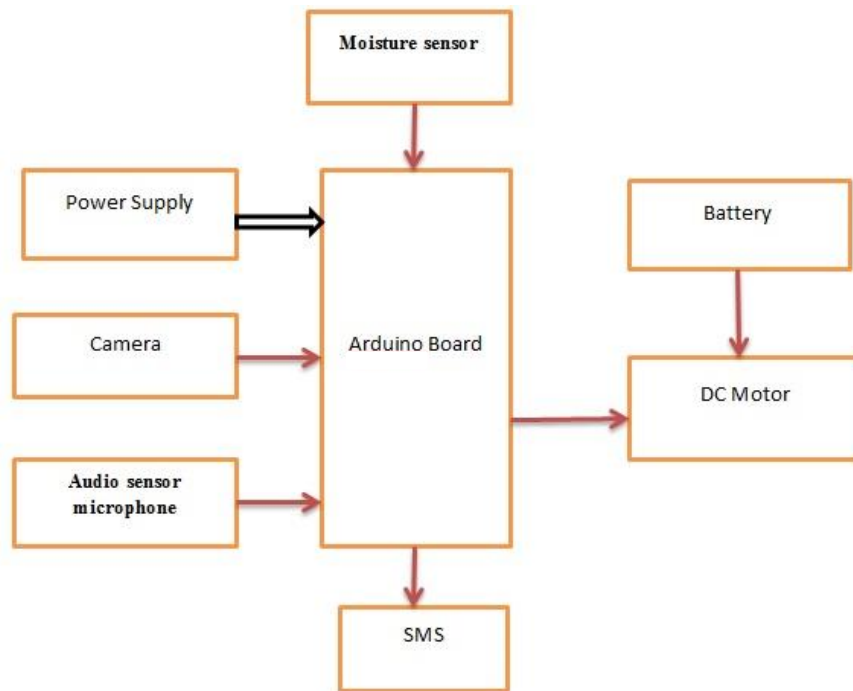 Moisture sensor
Power Supply
Battery
Camera
Arduino Board
DC Motor
Audio sensor
microphone
SMS